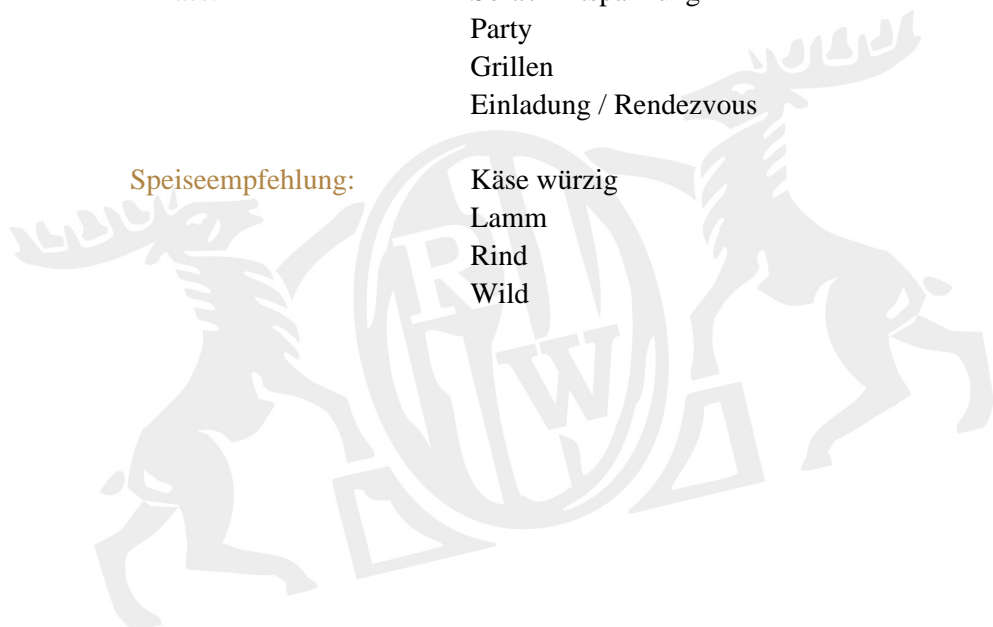 Party
Grillen
Einladung / Rendezvous
Speiseempfehlung: Käse würzig
Lamm
Rind
Wild
R
W